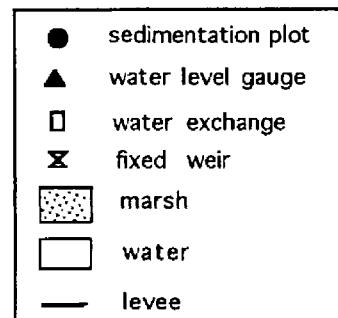 sedimentation plot
water level gauge
water exchange
fixed weir
marsh
water
levee